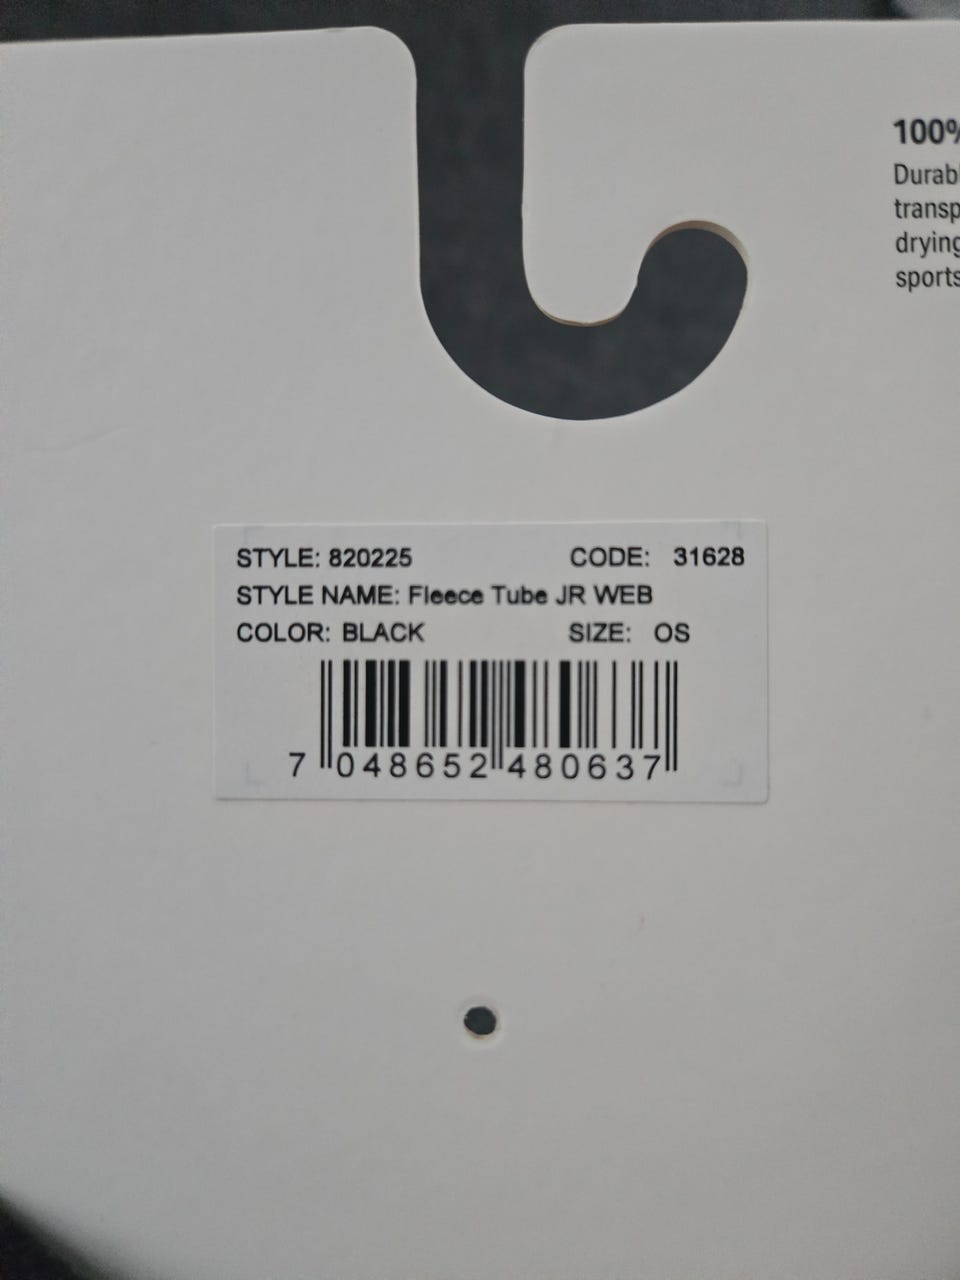 100%
Durabl
transp
drying
sports
STYLE: 820225 CODE: 31628
STYLE NAME: Fleece Tube JR WEB
COLOR: BLACK SIZE: OS
7 048652 480637